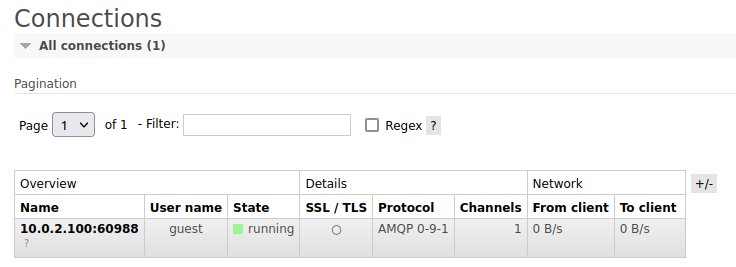 Connections
All connections (1)
Pagination
Page 1 of 1 - Filter: Regex ?
Overview Details Network +/-
Name User name State SSL / TLS Protocol Channels From client To client
10.0.2.100:60988 guest running ○ AMQP 0-9-1 1 0 B/s 0 B/s
?